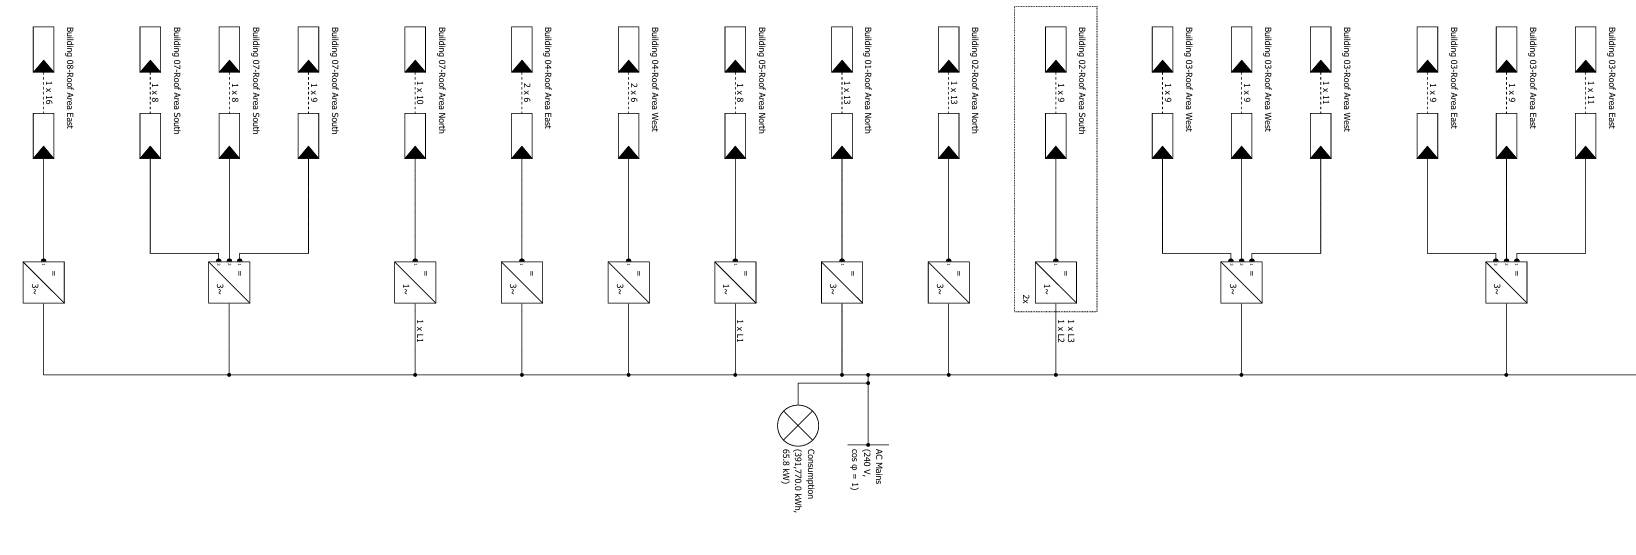 Building 08-Roof Area East
Building 07-Roof Area South
Building 07-Roof Area South
Building 07-Roof Area South
Building 07-Roof Area North
Building 04-Roof Area East
Building 04-Roof Area West
Building 05-Roof Area North
Building 01-Roof Area North
Building 02-Roof Area North
Building 02-Roof Area South
Building 03-Roof Area West
Building 03-Roof Area West
Building 03-Roof Area West
Building 03-Roof Area East
Building 03-Roof Area East
Building 03-Roof Area East
1 x 16
1 x 8
1 x 8
1 x 9
1 x 10
2 x 6
2 x 6
1 x 8
1 x 13
1 x 13
1 x 9
1 x 9
1 x 9
1 x 11
1 x 9
1 x 9
1 x 11
=
3~
=
3~
=
1~
=
3~
=
3~
=
1~
=
3~
=
3~
=
1~
2x
=
3~
=
3~
1 x L1
1 x L1
1 x L3
1 x L2
AC Mains
(240 V,
cos φ = 1)
Consumption
(391,770.0 kWh,
65.8 kW)